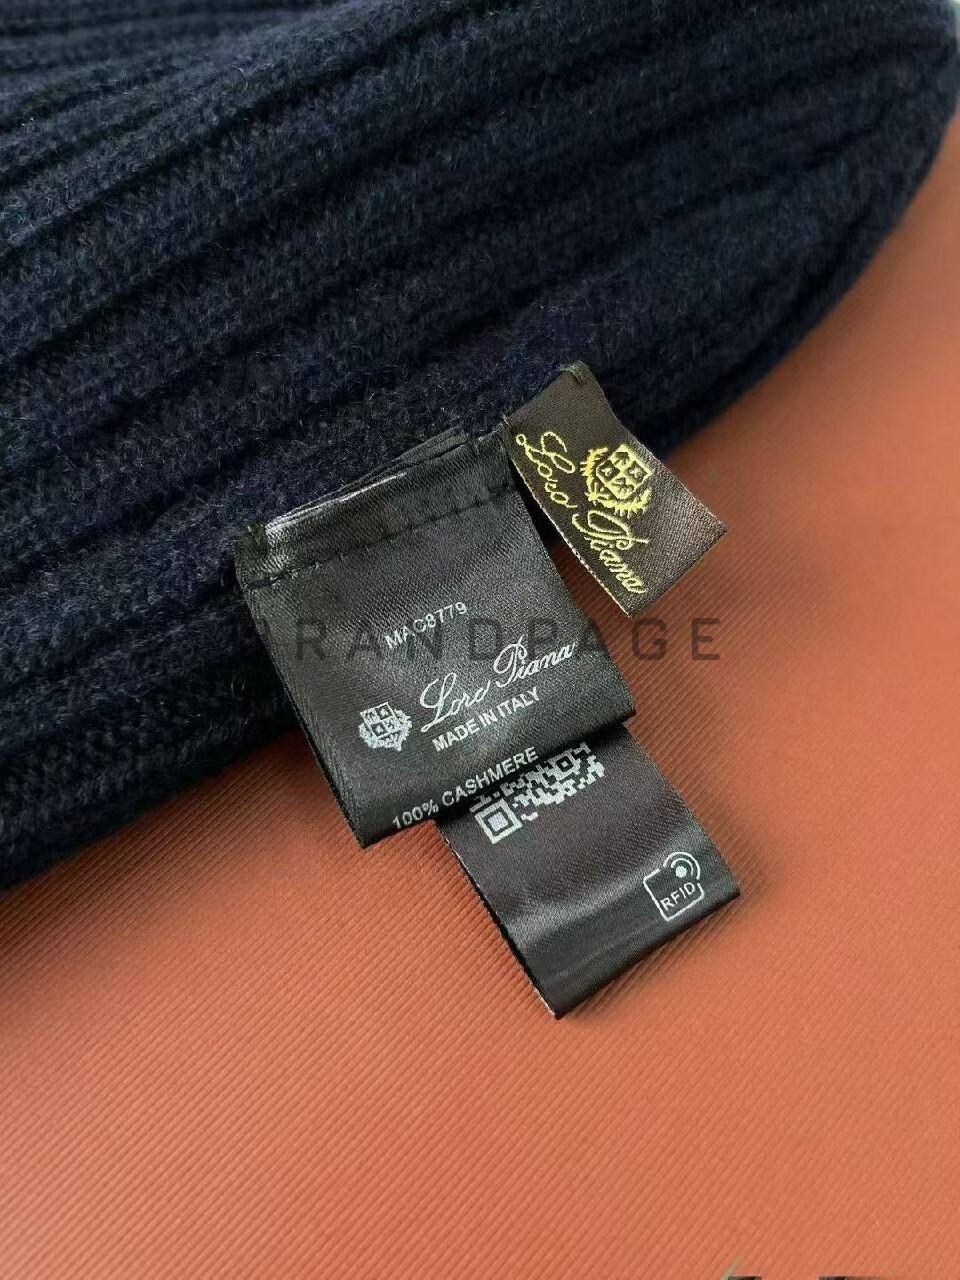 Loro Piana
MAC8779
Loro Piana
MADE IN ITALY
100% CASHMERE
RFID
RANDPAGE